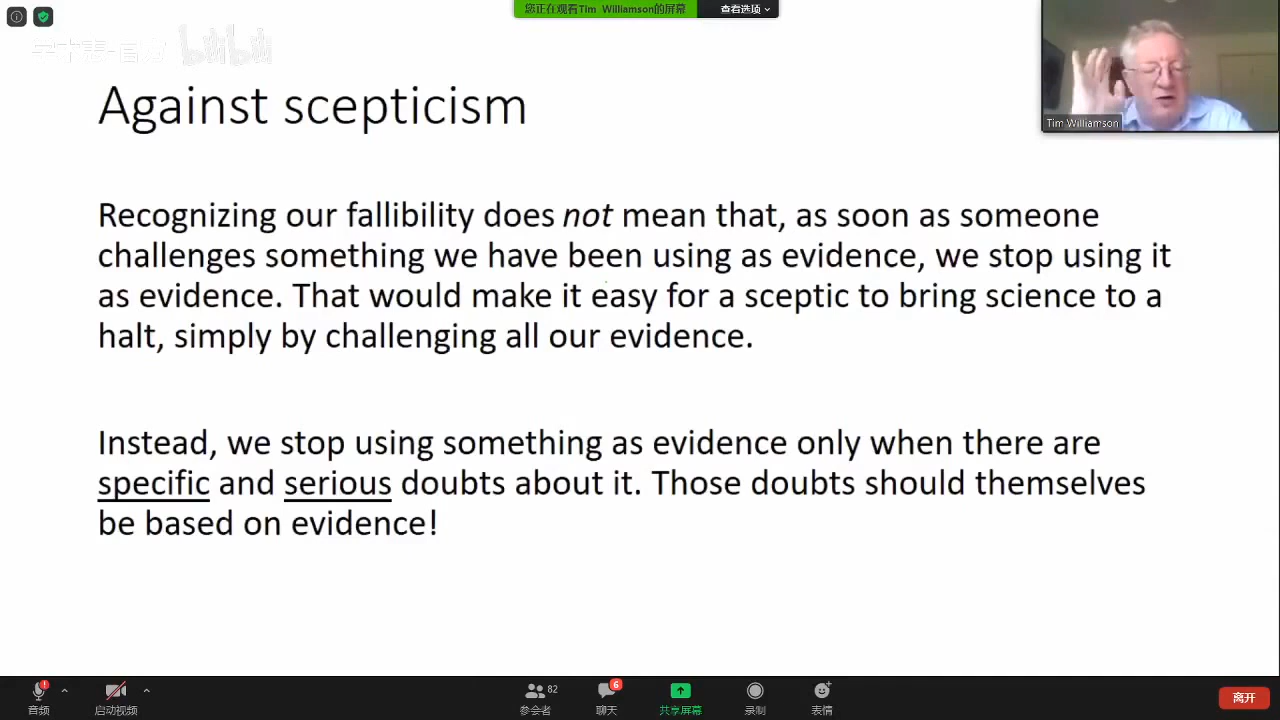 您正在观看Tim Williamson的屏幕
查看选项
bilibili
Against scepticism
Tim Williamson
Recognizing our fallibility does not mean that, as soon as someone
challenges something we have been using as evidence, we stop using it
as evidence. That would make it easy for a sceptic to bring science to a
halt, simply by challenging all our evidence.
Instead, we stop using something as evidence only when there are
specific and serious doubts about it. Those doubts should themselves
be based on evidence!
音频
启动视频
82
参会者
6
聊天
共享屏幕
录制
表情
离开